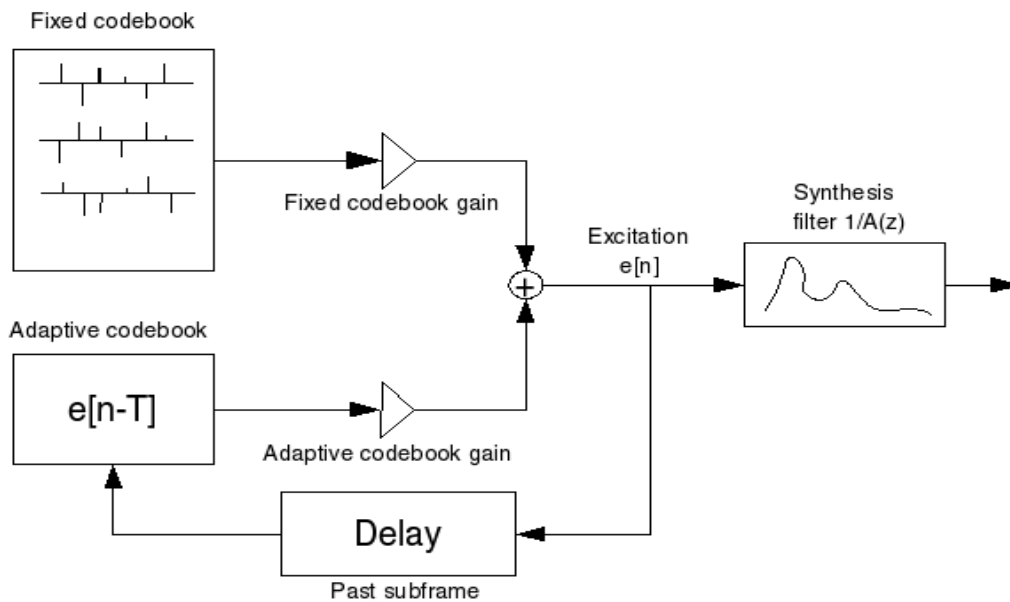 Fixed codebook
Fixed codebook gain
Synthesis
filter 1/A(z)
Excitation
e[n]
+
Adaptive codebook
e[n-T]
Adaptive codebook gain
Delay
Past subframe